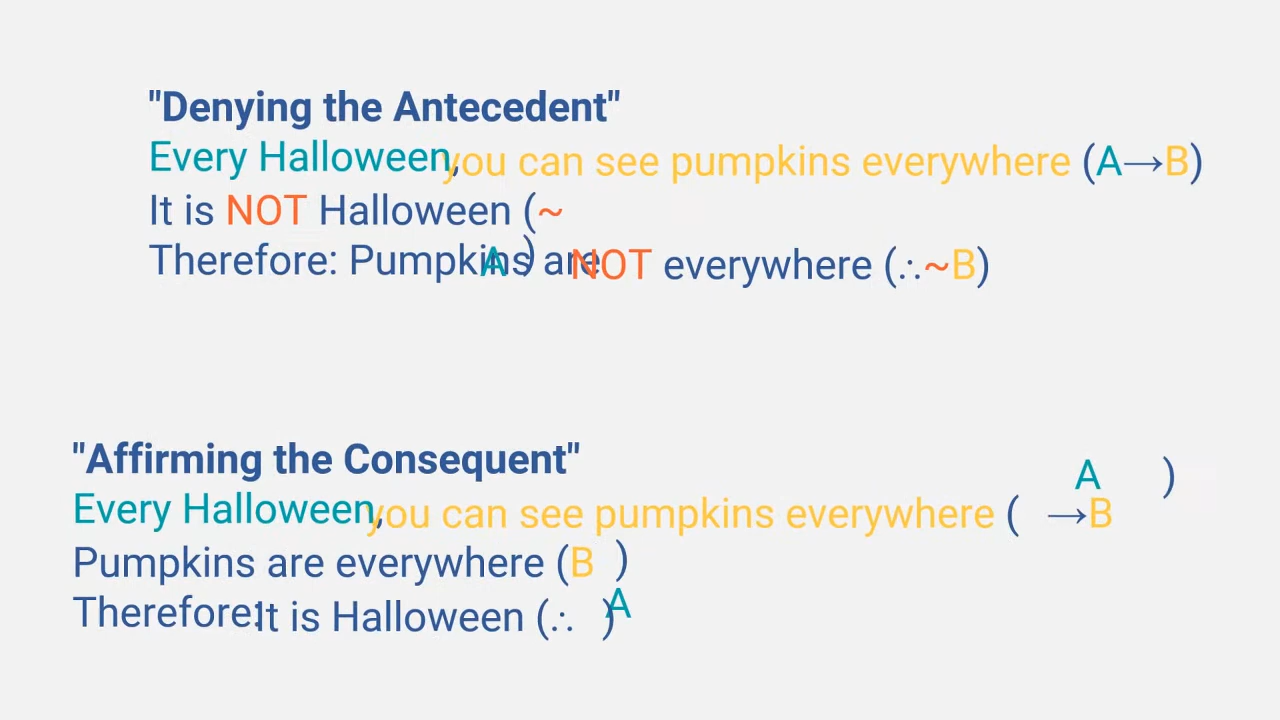 "Denying the Antecedent"
Every Halloween, you can see pumpkins everywhere (A→B)
It is NOT Halloween (~A)
Therefore: Pumpkins are NOT everywhere (∴~B)
"Affirming the Consequent"
Every Halloween, you can see pumpkins everywhere (A→B)
Pumpkins are everywhere (B)
Therefore: It is Halloween (∴A)